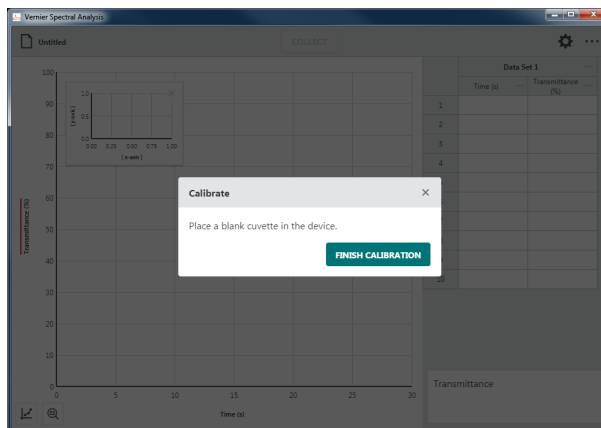 Vernier Spectral Analysis
Untitled
COLLECT
Data Set 1
Time (s)
Transmittance
(%)
1
2
3
4
10
100
90
80
70
60
50
40
30
20
10
0
Transmittance (%)
0
5
10
15
20
25
30
Time (s)
1.0
0.5
0.0
[ y-axis ]
0.00 0.25 0.50 0.75 1.00
[ x-axis ]
Calibrate
Place a blank cuvette in the device.
FINISH CALIBRATION
Transmittance